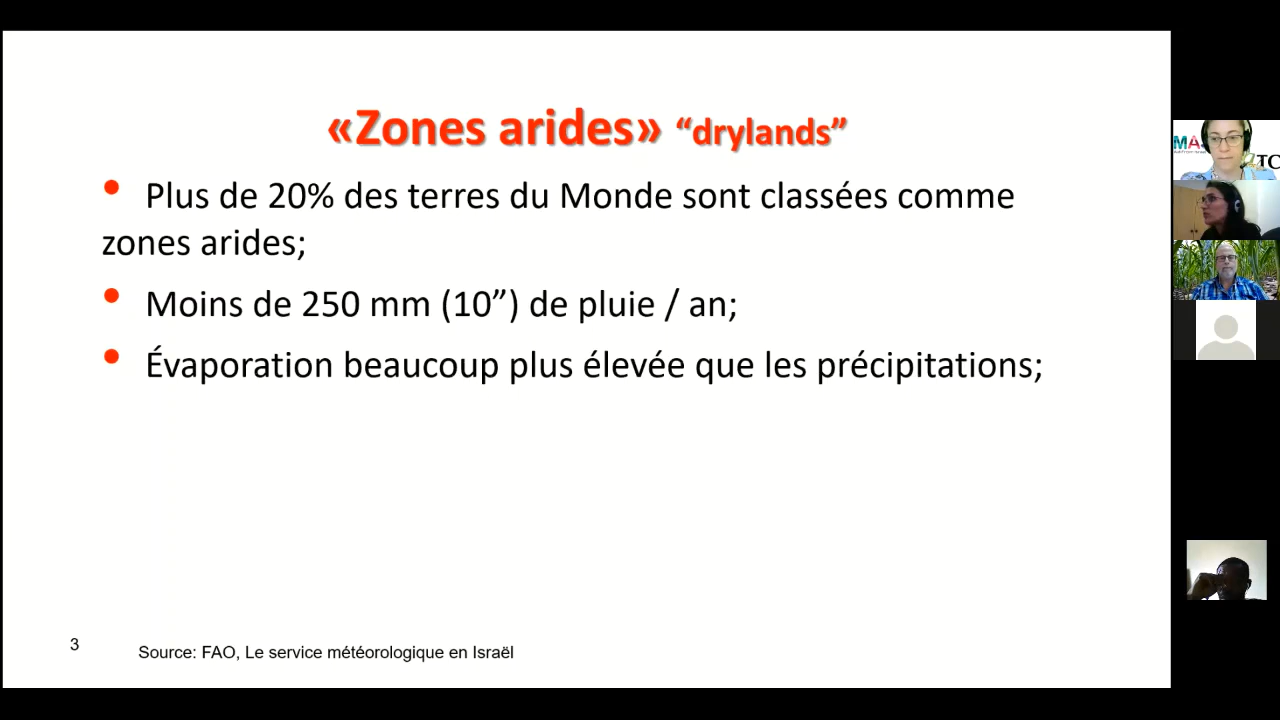 «Zones arides» “drylands”
• Plus de 20% des terres du Monde sont classées comme
zones arides;
• Moins de 250 mm (10”) de pluie / an;
• Évaporation beaucoup plus élevée que les précipitations;
3
Source: FAO, Le service météorologique en Israël